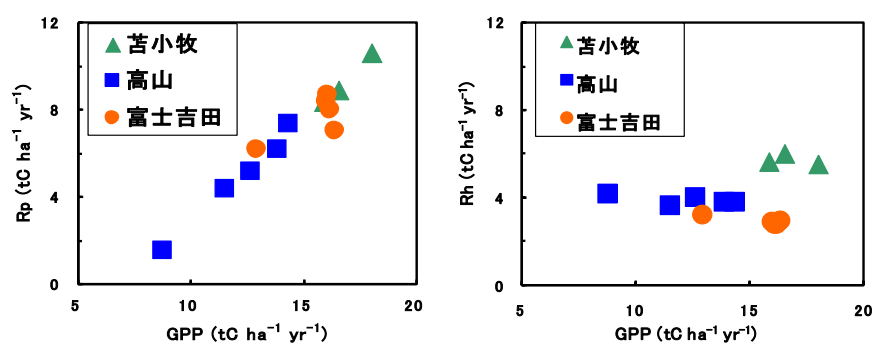 12
8
4
0
Rp (tC ha⁻¹ yr⁻¹)
苫小牧
高山
富士吉田
5 10 15 20
GPP (tC ha⁻¹ yr⁻¹)
12
8
4
0
Rh (tC ha⁻¹ yr⁻¹)
苫小牧
高山
富士吉田
5 10 15 20
GPP (tC ha⁻¹ yr⁻¹)